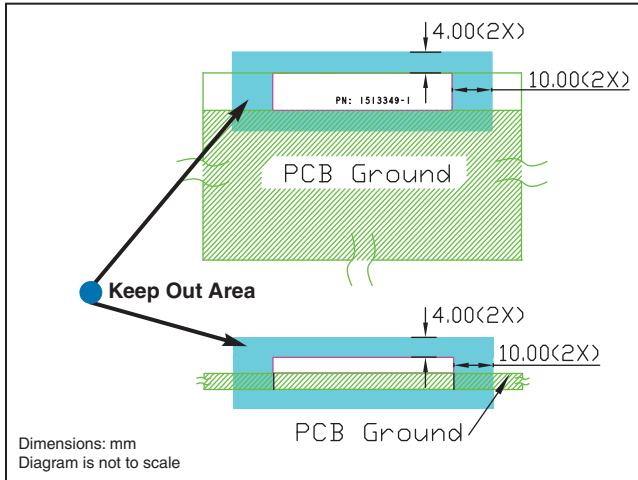 4.00(2X)
10.00(2X)
PN: 1513349-1
PCB Ground
Keep Out Area
4.00(2X)
10.00(2X)
PCB Ground
Dimensions: mm
Diagram is not to scale